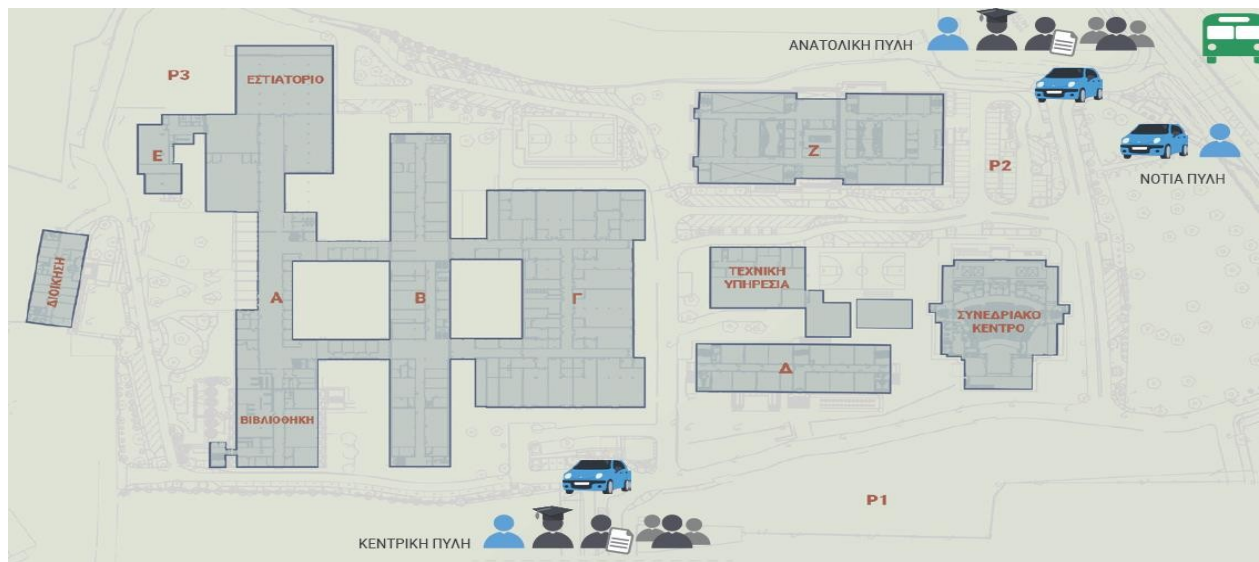 ΑΝΑΤΟΛΙΚΗ ΠΥΛΗ
P3
ΕΣΤΙΑΤΟΡΙΟ
Ε
Ζ
P2
ΝΟΤΙΑ ΠΥΛΗ
ΔΙΟΙΚΗΣΗ
Α
Β
Γ
ΤΕΧΝΙΚΗ
ΥΠΗΡΕΣΙΑ
ΣΥΝΕΔΡΙΑΚΟ
ΚΕΝΤΡΟ
Δ
ΒΙΒΛΙΟΘΗΚΗ
P1
ΚΕΝΤΡΙΚΗ ΠΥΛΗ